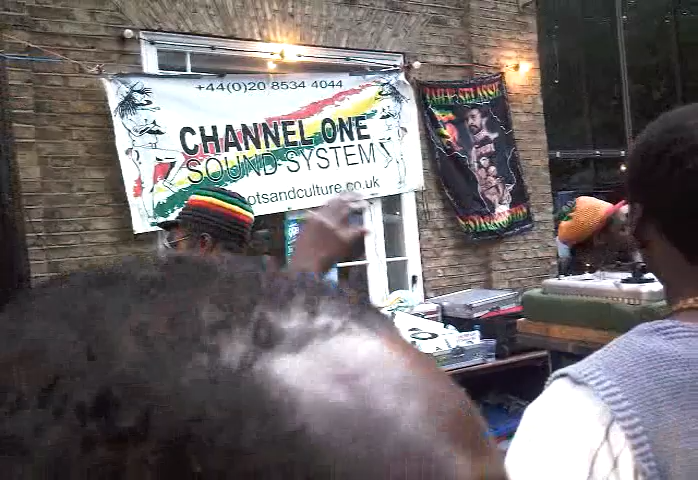 +44(0)20 8534 4044
CHANNEL ONE
SOUND SYSTEM
otsandculture.co.uk